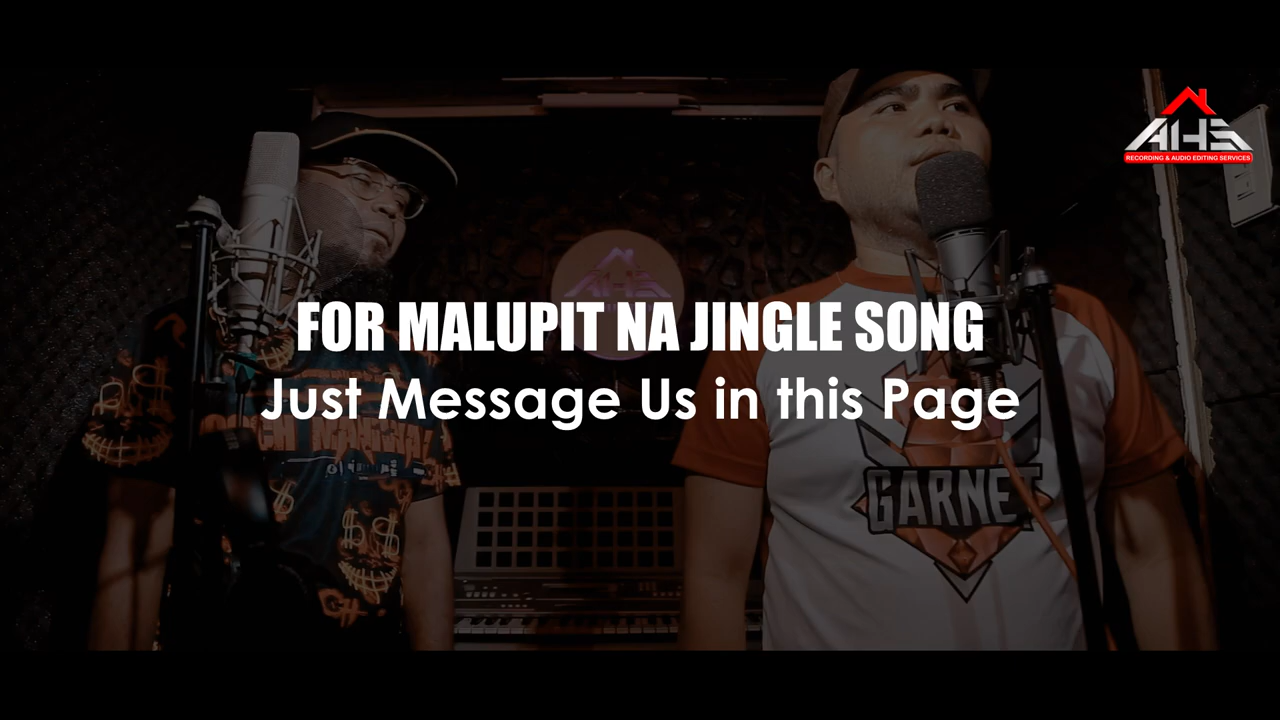 AHS
RECORDING & AUDIO EDITING SERVICES
FOR MALUPIT NA JINGLE SONG
Just Message Us in this Page
GARNET